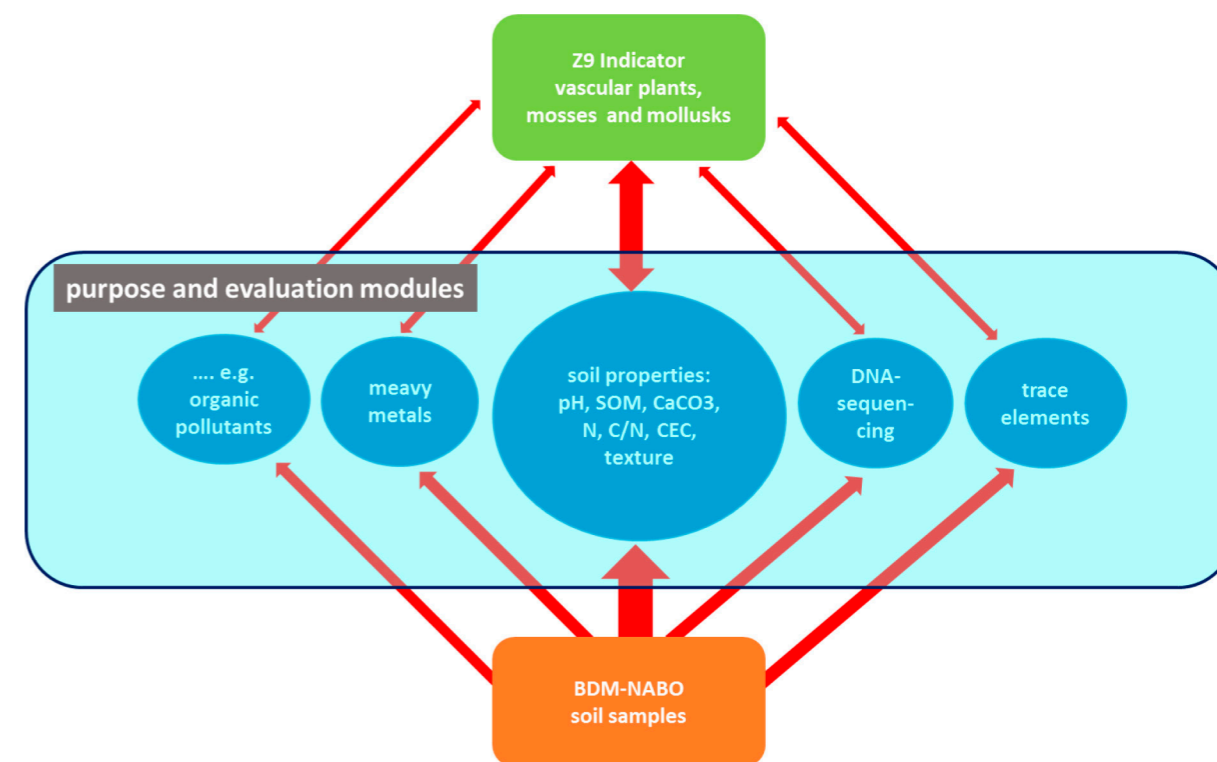 Z9 Indicator
vascular plants,
mosses and mollusks
purpose and evaluation modules
.... e.g.
organic
pollutants
meavy
metals
soil properties:
pH, SOM, CaCO3,
N, C/N, CEC,
texture
DNA-
sequen-
cing
trace
elements
BDM-NABO
soil samples